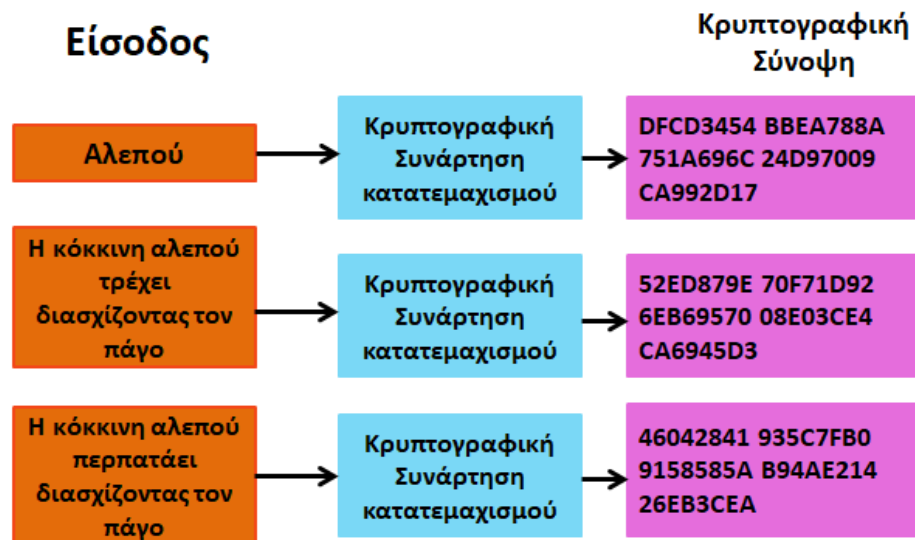 Είσοδος
Κρυπτογραφική
Σύνοψη
Αλεπού
Κρυπτογραφική
Συνάρτηση
κατατεμαχισμού
DFCD3454 BBEA788A
751A696C 24D97009
CA992D17
Η κόκκινη αλεπού
τρέχει
διασχίζοντας τον
πάγο
Κρυπτογραφική
Συνάρτηση
κατατεμαχισμού
52ED879E 70F71D92
6EB69570 08E03CE4
CA6945D3
Η κόκκινη αλεπού
περπατάει
διασχίζοντας τον
πάγο
Κρυπτογραφική
Συνάρτηση
κατατεμαχισμού
46042841 935C7FB0
9158585A B94AE214
26EB3CEA